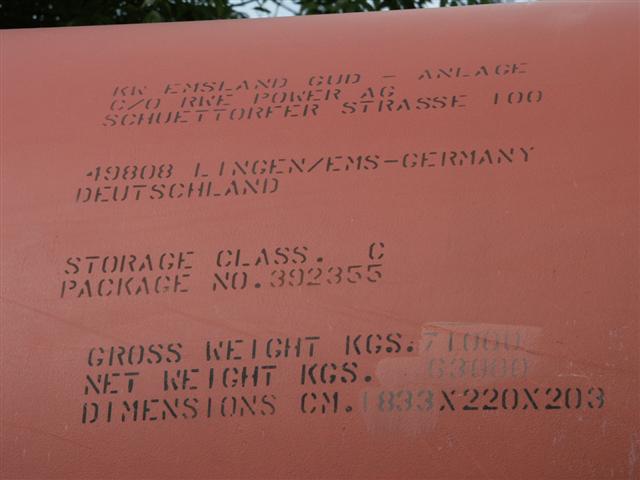 KW EMSLAND GUD - ANLAGE
C/O RWE POWER AG
SCHUETTORFER STRASSE 100
49808 LINGEN/EMS-GERMANY
DEUTSCHLAND
STORAGE CLASS. C
PACKAGE NO.392355
GROSS WEIGHT KGS.71000
NET WEIGHT KGS. 63000
DIMENSIONS CM.1833X220X203